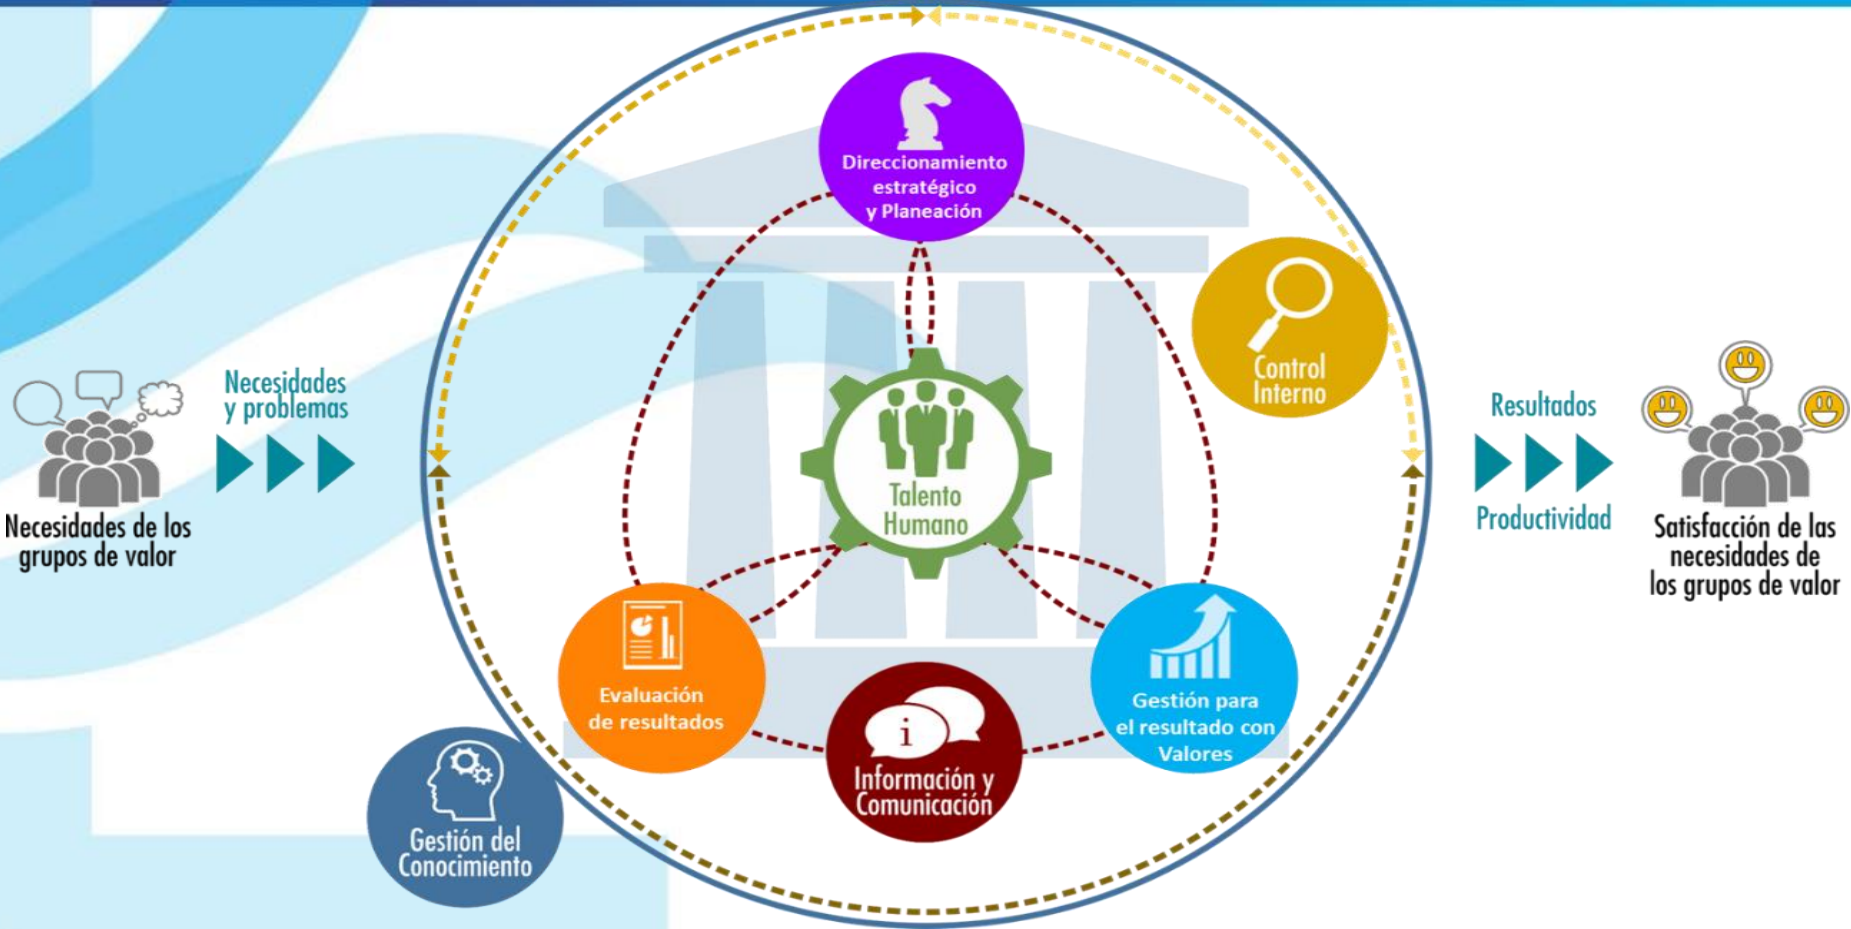 Direccionamiento
estratégico
y Planeación
Control
Interno
Necesidades
y problemas
Necesidades de los
grupos de valor
Talento
Humano
Resultados
Productividad
Satisfacción de las
necesidades de
los grupos de valor
Evaluación
de resultados
Gestión para
el resultado con
Valores
i
Información y
Comunicación
Gestión del
Conocimiento